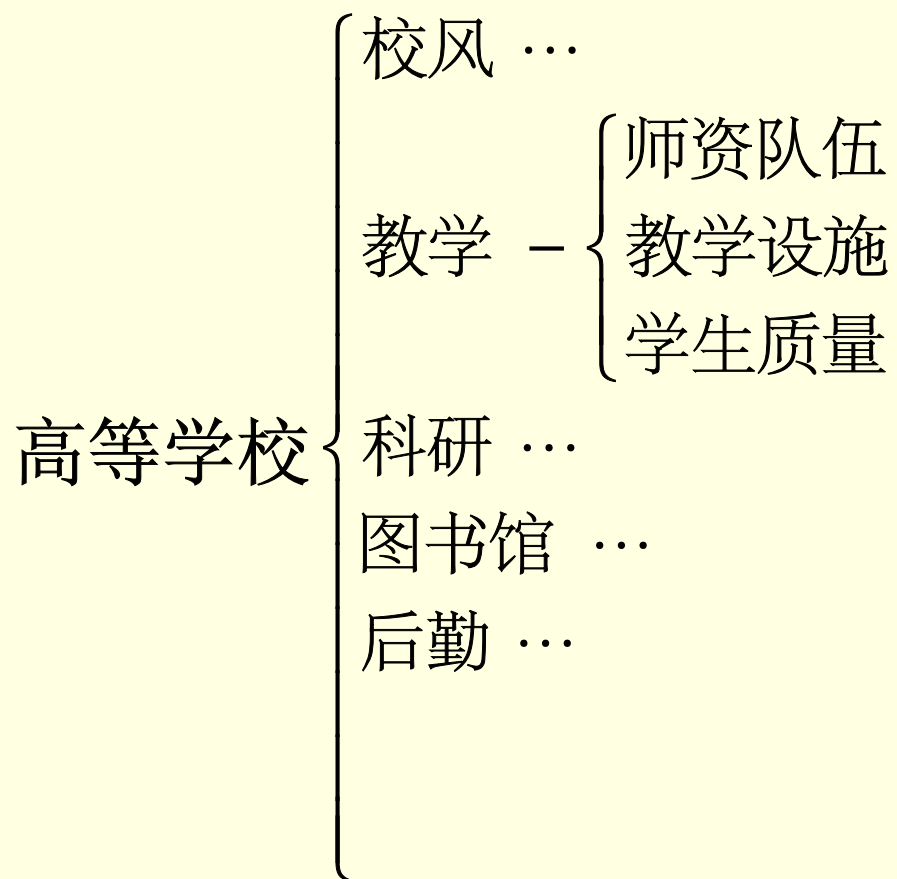 校风 …
师资队伍
教学 － 教学设施
学生质量
高等学校 科研 …
图书馆 …
后勤 …